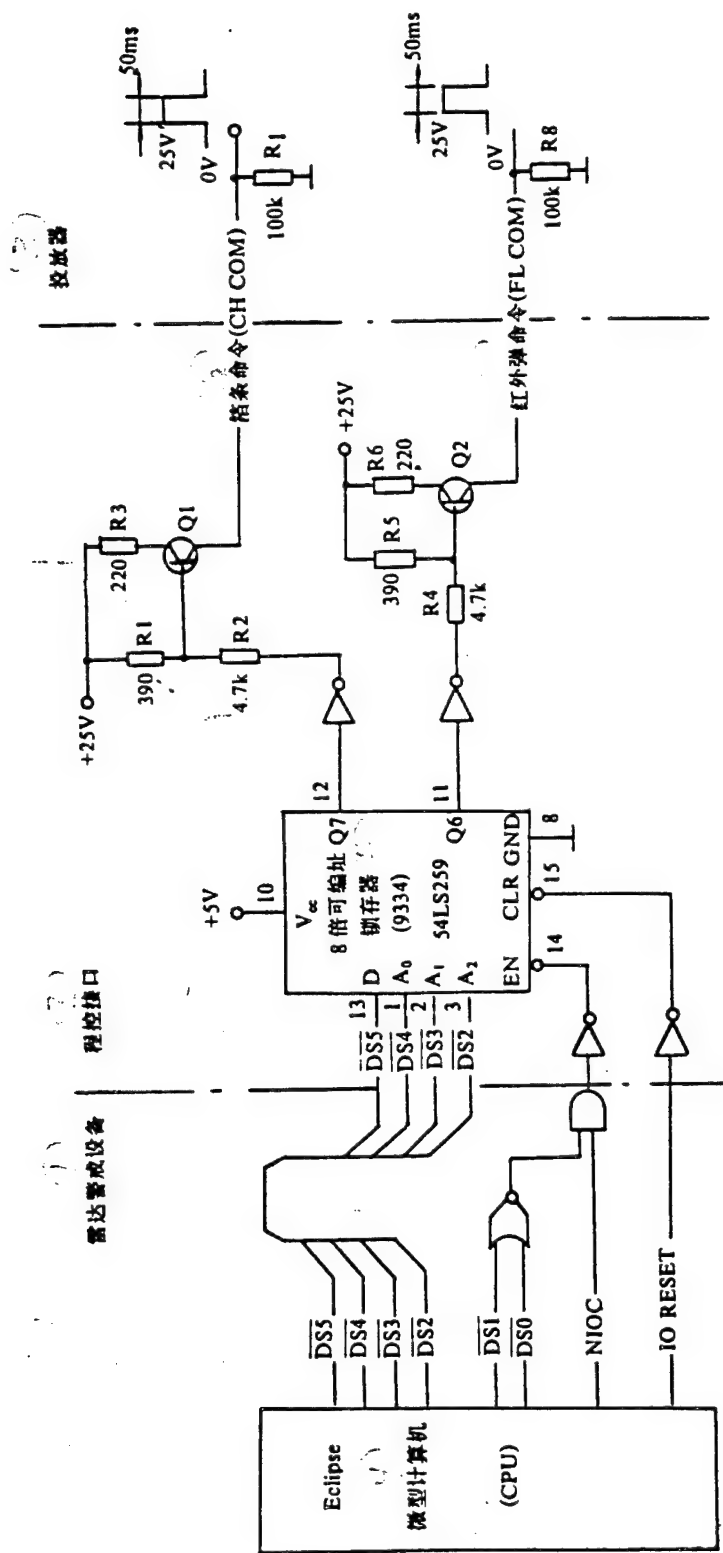 雷达警戒设备
程控接口
投放器
Eclipse
微型计算机
(CPU)
DS5
DS4
DS3
DS2
DS1
DS0
NIOC
IO RESET
DS5
DS4
DS3
DS2
13
1
2
3
D
A0
A1
A2
EN
14
CLR
15
GND
8
+5V
10
Vcc
8倍可编址
锁存器
(9334)
54LS259
Q7
12
Q6
11
+25V
R1
390
R2
4.7k
R3
220
Q1
+25V
R4
4.7k
R5
390
R6
220
Q2
箔条命令(CH COM)
红外弹命令(FL COM)
50ms
25V
0V
R1
100k
50ms
25V
0V
R8
100k